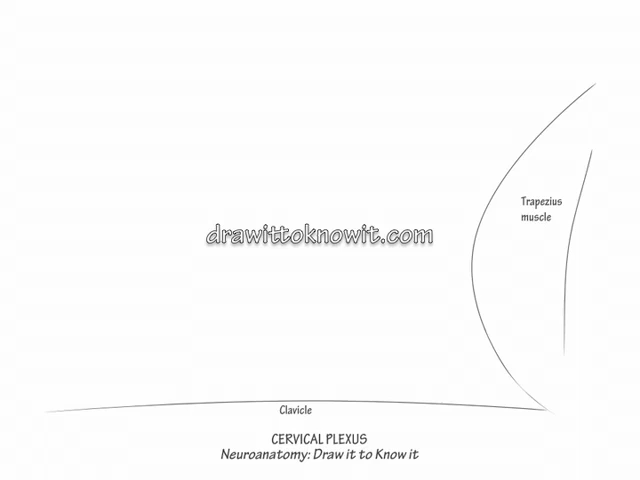 Trapezius
muscle
drawittoknowit.com
Clavicle
CERVICAL PLEXUS
Neuroanatomy: Draw it to Know it